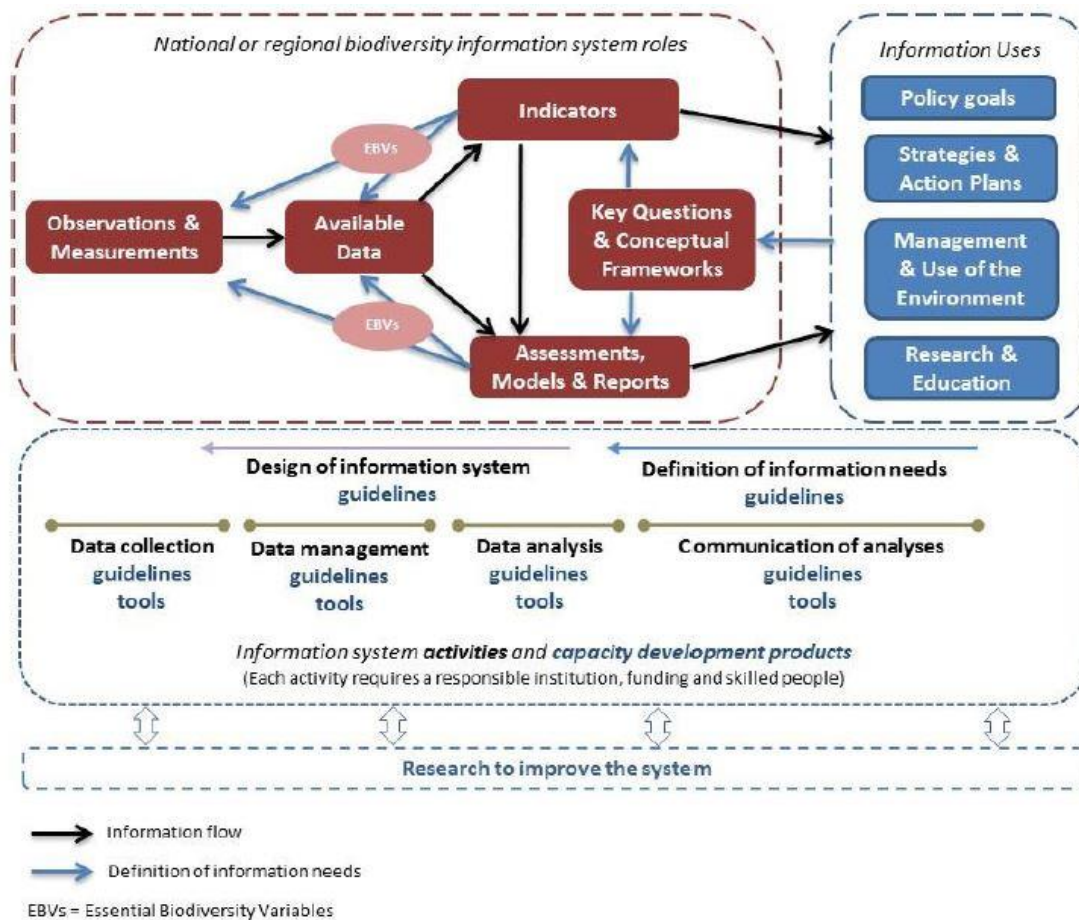 National or regional biodiversity information system roles
Information Uses
Indicators
EBVs
Observations &
Measurements
Available
Data
Key Questions
& Conceptual
Frameworks
EBVs
Assessments,
Models & Reports
Policy goals
Strategies &
Action Plans
Management
& Use of the
Environment
Research &
Education
Design of information system
guidelines
Definition of information needs
guidelines
Data collection
guidelines
tools
Data management
guidelines
tools
Data analysis
guidelines
tools
Communication of analyses
guidelines
tools
Information system activities and capacity development products
(Each activity requires a responsible institution, funding and skilled people)
Research to improve the system
Information flow
Definition of information needs
EBVs = Essential Biodiversity Variables